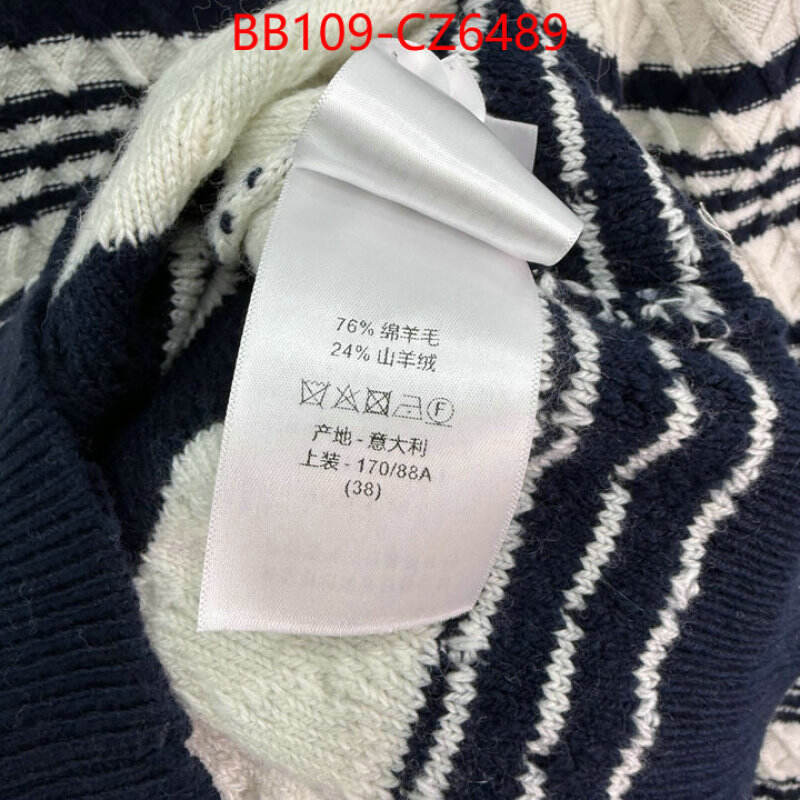 BB109-CZ6489
76% 绵羊毛
24% 山羊绒
F
产地 - 意大利
上装 - 170/88A
(38)